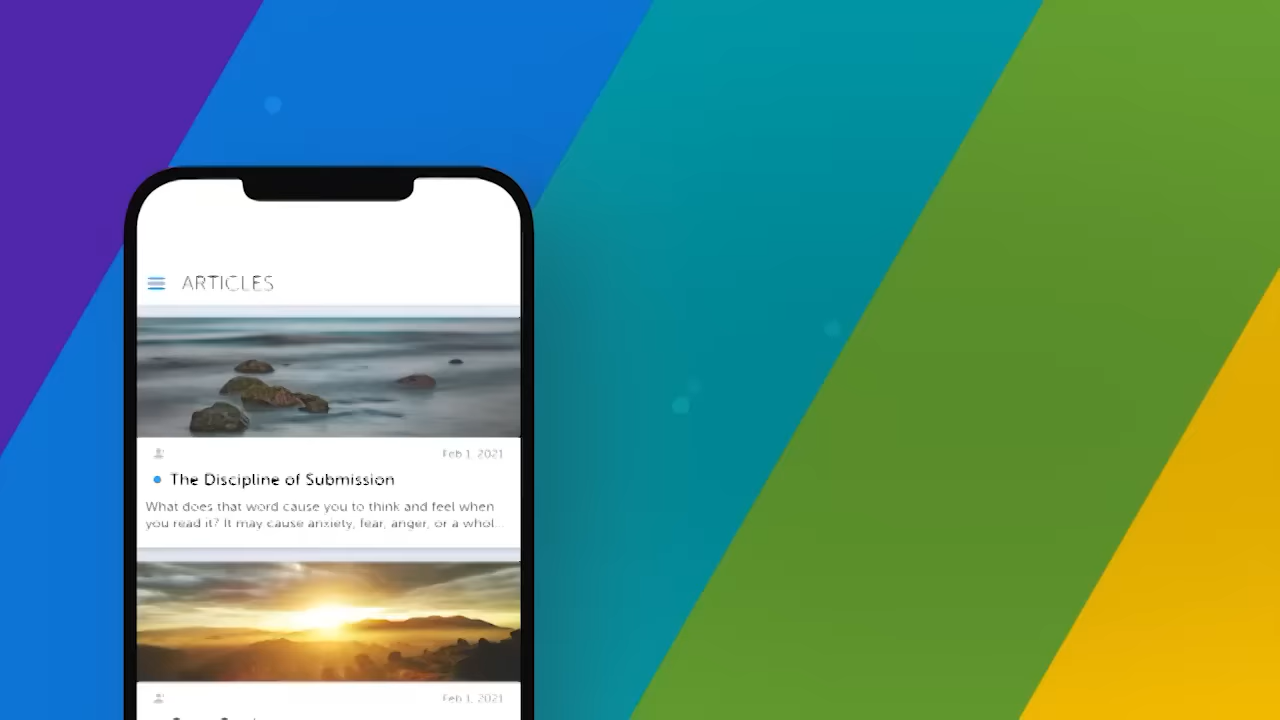 ARTICLES
Feb 1, 2021
The Discipline of Submission
What does that word cause you to think and feel when
you read it? It may cause anxiety, fear, anger, or a whol...
Feb 1, 2021